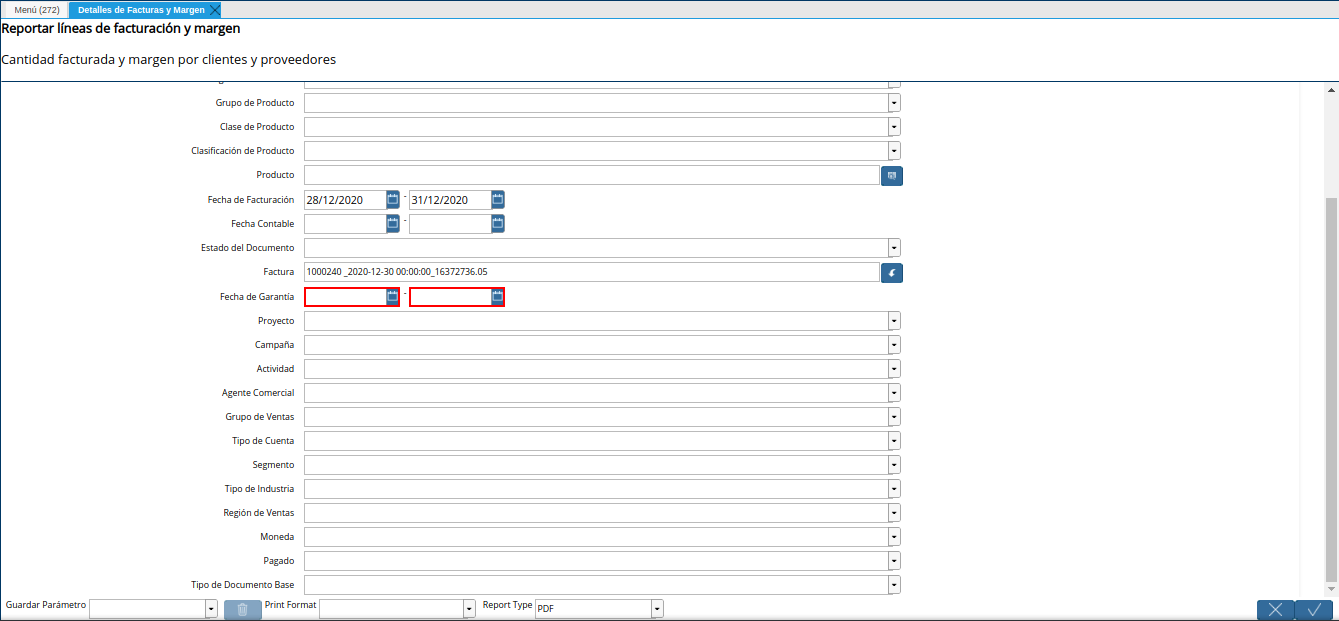 Menú (272) Detalles de Facturas y Margen
Reportar líneas de facturación y margen
Cantidad facturada y margen por clientes y proveedores
Grupo de Producto
Clase de Producto
Clasificación de Producto
Producto
Fecha de Facturación 28/12/2020 - 31/12/2020
Fecha Contable -
Estado del Documento
Factura 1000240 _2020-12-30 00:00:00_16372736.05
Fecha de Garantía -
Proyecto
Campaña
Actividad
Agente Comercial
Grupo de Ventas
Tipo de Cuenta
Segmento
Tipo de Industria
Región de Ventas
Moneda
Pagado
Tipo de Documento Base
Guardar Parámetro Print Format Report Type PDF